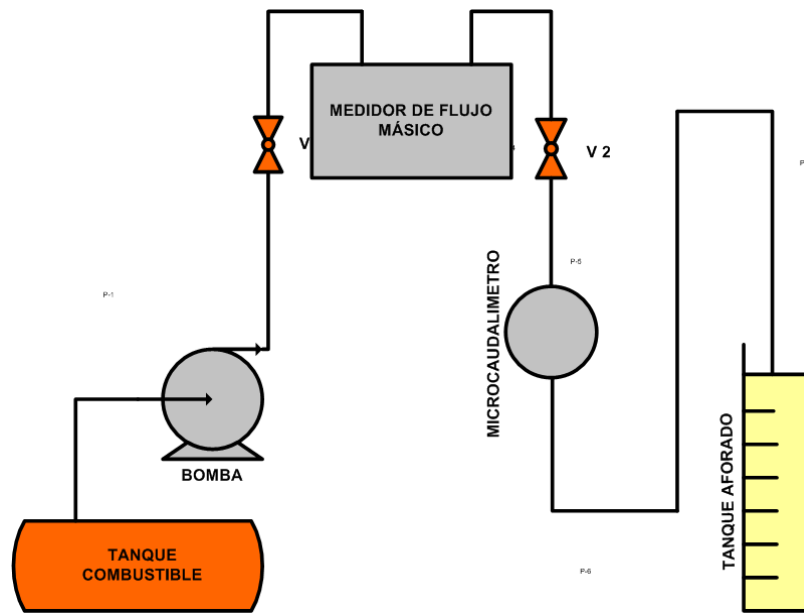 MEDIDOR DE FLUJO
MÁSICO
V
V 2
P-5
P-1
MICROCAUDALIMETRO
BOMBA
TANQUE AFORADO
TANQUE
COMBUSTIBLE
P-6
P